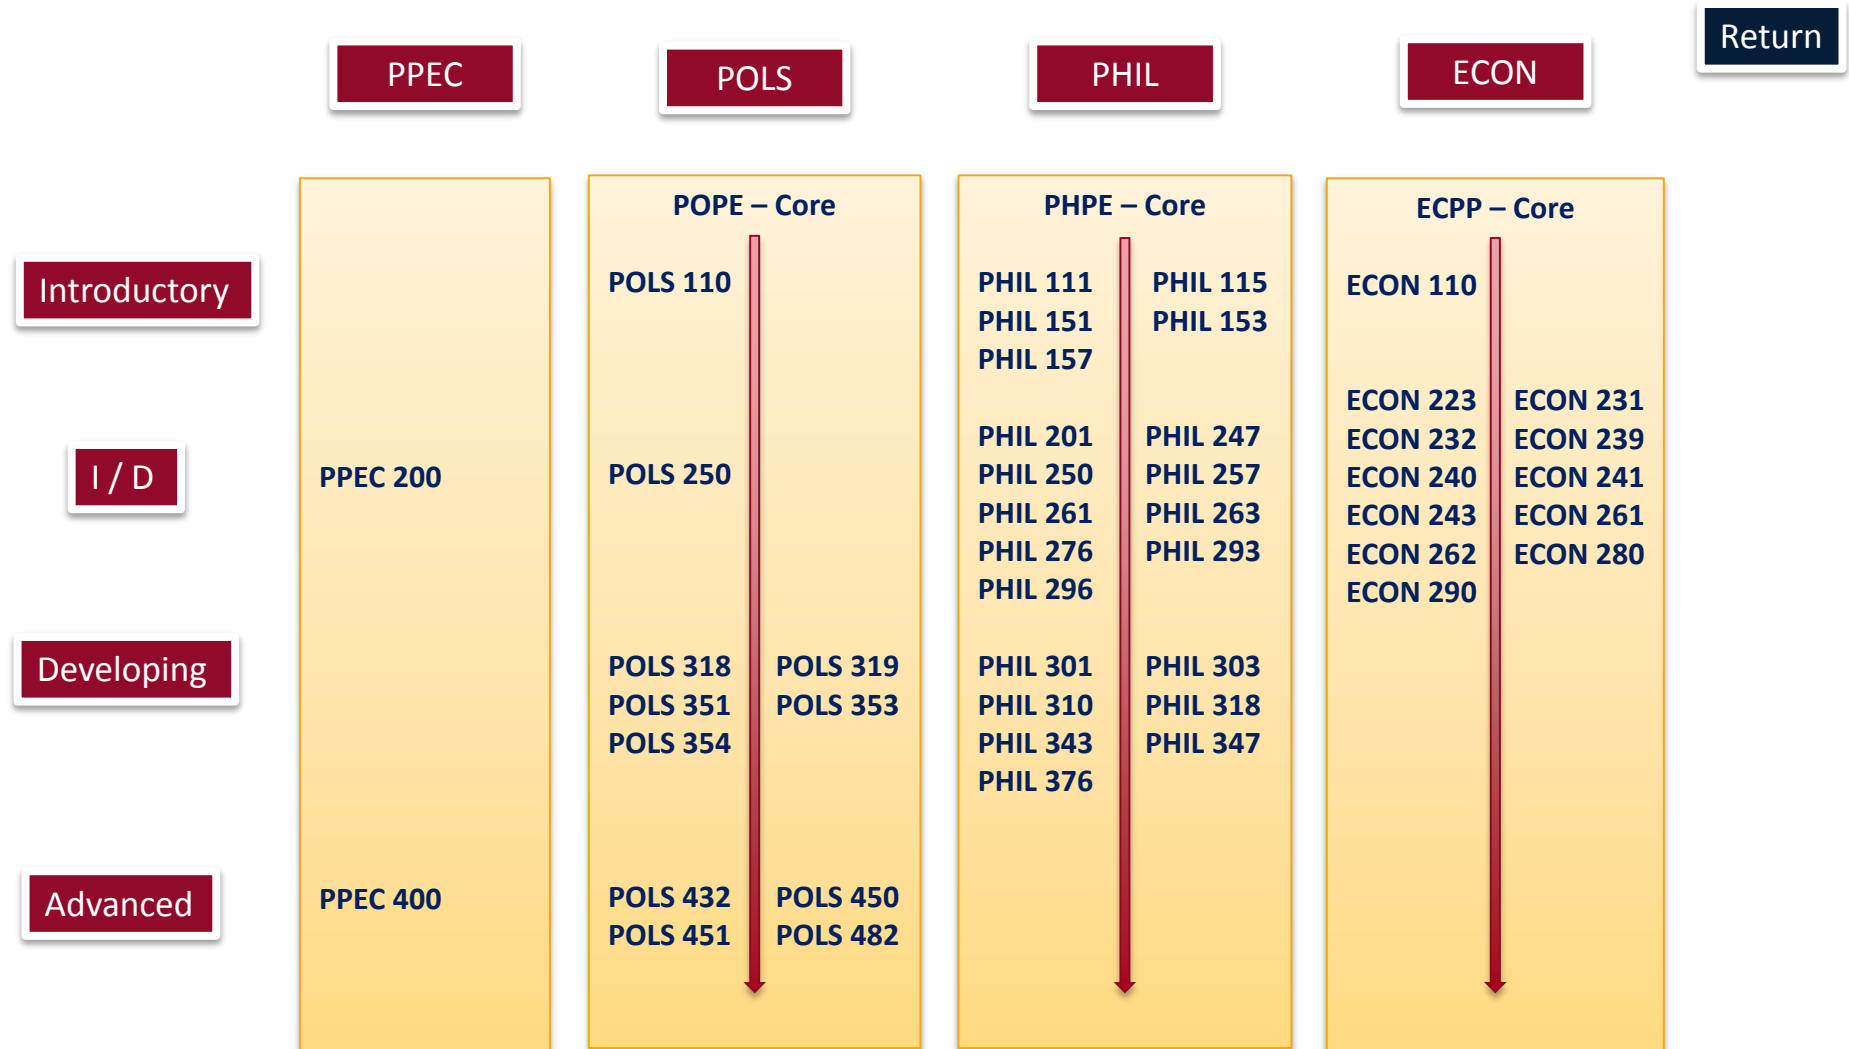 Return
PPEC
POLS
PHIL
ECON
POPE – Core
PHPE – Core
ECPP – Core
Introductory
POLS 110
PHIL 111 PHIL 115
PHIL 151 PHIL 153
PHIL 157
ECON 110
I / D
PPEC 200
POLS 250
PHIL 201 PHIL 247
PHIL 250 PHIL 257
PHIL 261 PHIL 263
PHIL 276 PHIL 293
PHIL 296
ECON 223 ECON 231
ECON 232 ECON 239
ECON 240 ECON 241
ECON 243 ECON 261
ECON 262 ECON 280
ECON 290
Developing
POLS 318 POLS 319
POLS 351 POLS 353
POLS 354
PHIL 301 PHIL 303
PHIL 310 PHIL 318
PHIL 343 PHIL 347
PHIL 376
Advanced
PPEC 400
POLS 432 POLS 450
POLS 451 POLS 482